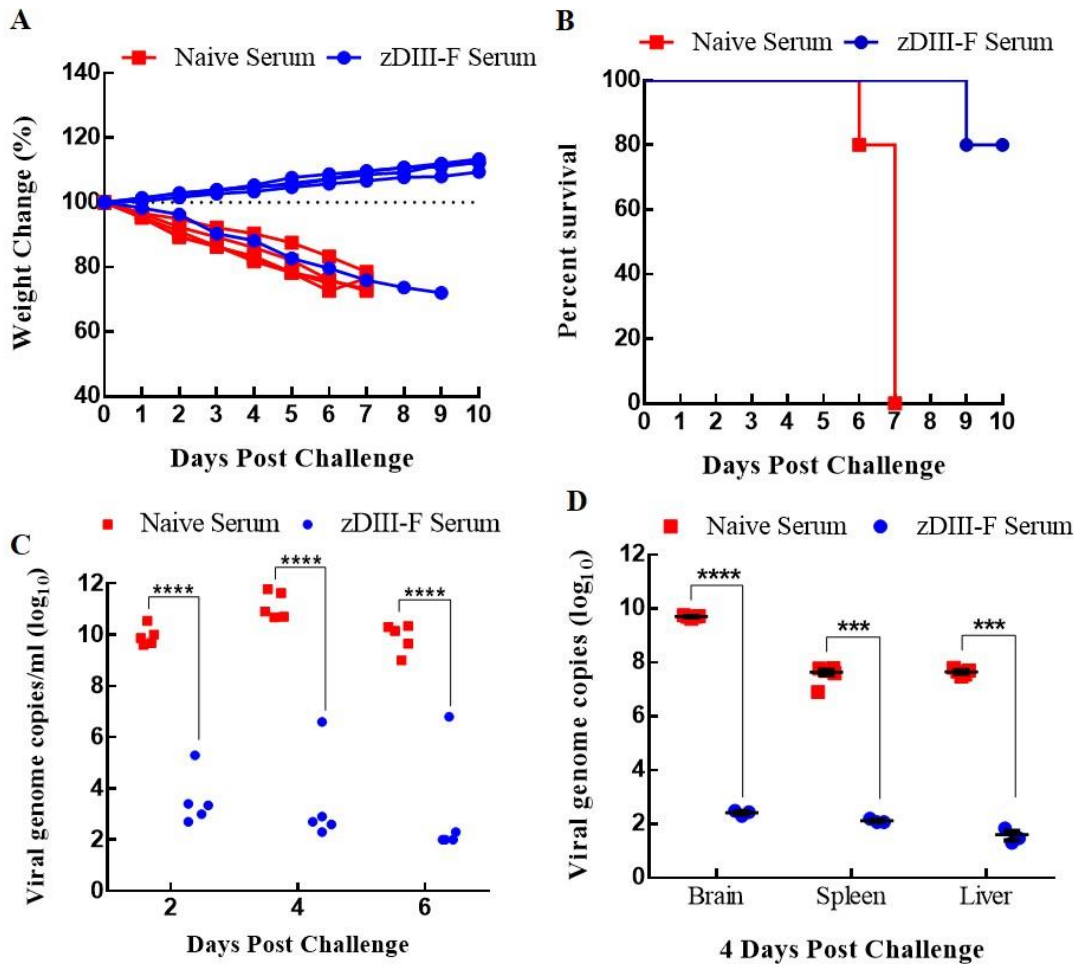 A
Naive Serum zDIII-F Serum
Weight Change (%)
140
120
100
80
60
40
0 1 2 3 4 5 6 7 8 9 10
Days Post Challenge
B
Naive Serum zDIII-F Serum
Percent survival
100
80
60
40
20
0
0 1 2 3 4 5 6 7 8 9 10
Days Post Challenge
C
Naive Serum zDIII-F Serum
Viral genome copies/ml (log10)
12
10
8
6
4
2
0
**** **** ****
2 4 6
Days Post Challenge
D
Naive Serum zDIII-F Serum
Viral genome copies (log10)
12
10
8
6
4
2
0
**** *** ***
Brain Spleen Liver
4 Days Post Challenge